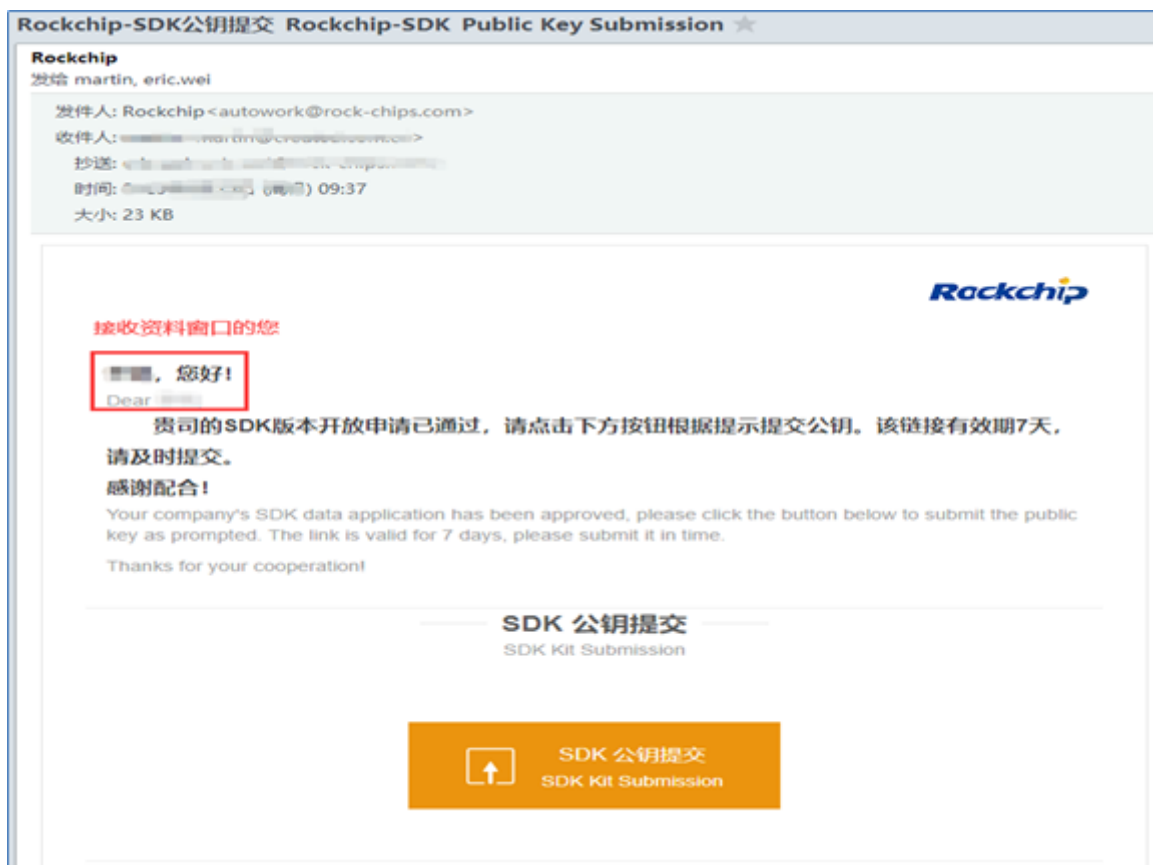 Rockchip-SDK公钥提交 Rockchip-SDK Public Key Submission
Rockchip
发给 martin, eric.wei
发件人: Rockchip<autowork@rock-chips.com>
收件人:
抄送:
时间: 09:37
大小: 23 KB
Rockchip
接收资料窗口的您
，您好!
Dear
贵司的SDK版本开放申请已通过，请点击下方按钮根据提示提交公钥。该链接有效期7天，
请及时提交。
感谢配合!
Your company's SDK data application has been approved, please click the button below to submit the public
key as prompted. The link is valid for 7 days, please submit it in time.
Thanks for your cooperation!
SDK 公钥提交
SDK Kit Submission
SDK 公钥提交
SDK Kit Submission